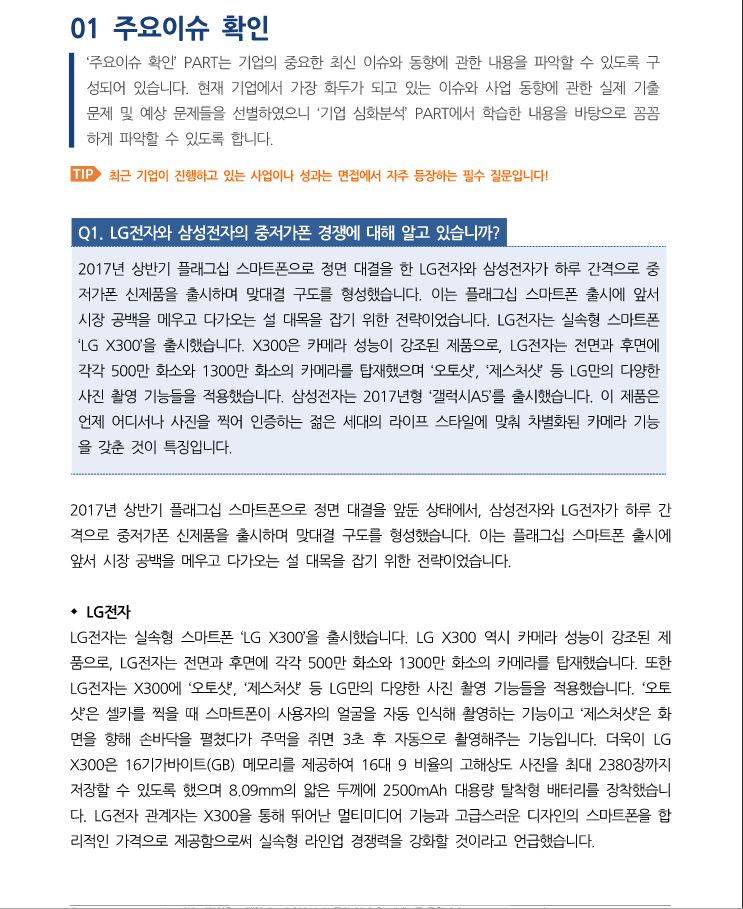 01 주요이슈 확인
‘주요이슈 확인’ PART는 기업의 중요한 최신 이슈와 동향에 관한 내용을 파악할 수 있도록 구
성되어 있습니다. 현재 기업에서 가장 화두가 되고 있는 이슈와 사업 동향에 관한 실제 기출
문제 및 예상 문제들을 선별하였으니 ‘기업 심화분석’ PART에서 학습한 내용을 바탕으로 꼼꼼
하게 파악할 수 있도록 합니다.
TIP 최근 기업이 진행하고 있는 사업이나 성과는 면접에서 자주 등장하는 필수 질문입니다!
Q1. LG전자와 삼성전자의 중저가폰 경쟁에 대해 알고 있습니까?
2017년 상반기 플래그십 스마트폰으로 정면 대결을 한 LG전자와 삼성전자가 하루 간격으로 중
저가폰 신제품을 출시하며 맞대결 구도를 형성했습니다. 이는 플래그십 스마트폰 출시에 앞서
시장 공백을 메우고 다가오는 설 대목을 잡기 위한 전략이었습니다. LG전자는 실속형 스마트폰
‘LG X300’을 출시했습니다. X300은 카메라 성능이 강조된 제품으로, LG전자는 전면과 후면에
각각 500만 화소와 1300만 화소의 카메라를 탑재했으며 ‘오토샷’, ‘제스처샷’ 등 LG만의 다양한
사진 촬영 기능들을 적용했습니다. 삼성전자는 2017년형 ‘갤럭시A5’를 출시했습니다. 이 제품은
언제 어디서나 사진을 찍어 인증하는 젊은 세대의 라이프 스타일에 맞춰 차별화된 카메라 기능
을 갖춘 것이 특징입니다.
2017년 상반기 플래그십 스마트폰으로 정면 대결을 앞둔 상태에서, 삼성전자와 LG전자가 하루 간
격으로 중저가폰 신제품을 출시하며 맞대결 구도를 형성했습니다. 이는 플래그십 스마트폰 출시에
앞서 시장 공백을 메우고 다가오는 설 대목을 잡기 위한 전략이었습니다.
◆ LG전자
LG전자는 실속형 스마트폰 ‘LG X300’을 출시했습니다. LG X300 역시 카메라 성능이 강조된 제
품으로, LG전자는 전면과 후면에 각각 500만 화소와 1300만 화소의 카메라를 탑재했습니다. 또한
LG전자는 X300에 ‘오토샷’, ‘제스처샷’ 등 LG만의 다양한 사진 촬영 기능들을 적용했습니다. ‘오토
샷’은 셀카를 찍을 때 스마트폰이 사용자의 얼굴을 자동 인식해 촬영하는 기능이고 ‘제스처샷’은 화
면을 향해 손바닥을 펼쳤다가 주먹을 쥐면 3초 후 자동으로 촬영해주는 기능입니다. 더욱이 LG
X300은 16기가바이트(GB) 메모리를 제공하여 16대 9 비율의 고해상도 사진을 최대 2380장까지
저장할 수 있도록 했으며 8.09mm의 얇은 두께에 2500mAh 대용량 탈착형 배터리를 장착했습니
다. LG전자 관계자는 X300을 통해 뛰어난 멀티미디어 기능과 고급스러운 디자인의 스마트폰을 합
리적인 가격으로 제공함으로써 실속형 라인업 경쟁력을 강화할 것이라고 언급했습니다.